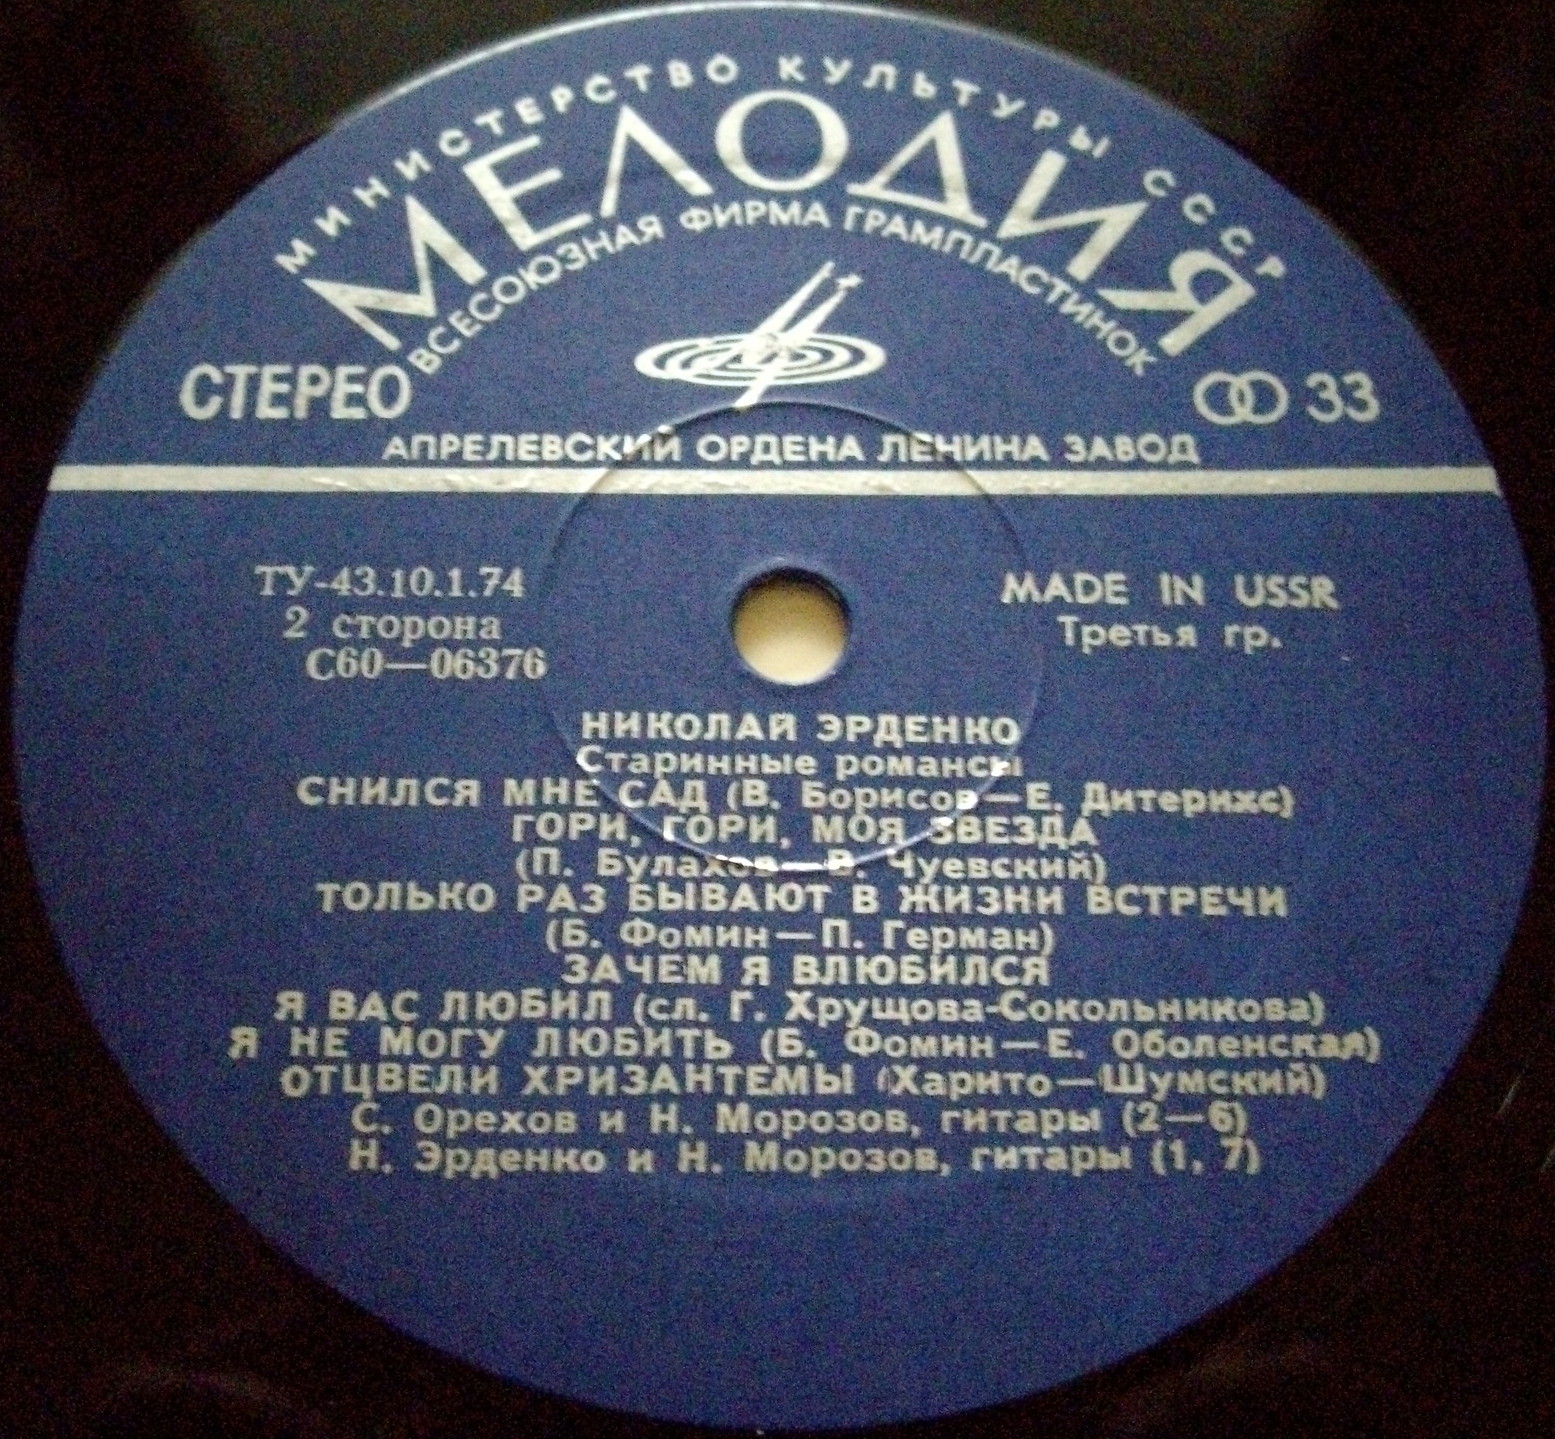 МИНИСТЕРСТВО КУЛЬТУРЫ СССР
МЕЛОДИЯ
ВСЕСОЮЗНАЯ ФИРМА ГРАМПЛАСТИНОК
СТЕРЕО
33
АПРЕЛЕВСКИЙ ОРДЕНА ЛЕНИНА ЗАВОД
ТУ-43.10.1.74
2 сторона
С60—06376
MADE IN USSR
Третья гр.
НИКОЛАЙ ЭРДЕНКО
Старинные романсы
СНИЛСЯ МНЕ САД (В. Борисов—Е. Дитерихс)
ГОРИ, ГОРИ, МОЯ ЗВЕЗДА
(П. Булахов—В. Чуевский)
ТОЛЬКО РАЗ БЫВАЮТ В ЖИЗНИ ВСТРЕЧИ
(Б. Фомин—П. Герман)
ЗАЧЕМ Я ВЛЮБИЛСЯ
Я ВАС ЛЮБИЛ (сл. Г. Хрущова-Сокольникова)
Я НЕ МОГУ ЛЮБИТЬ (Б. Фомин—Е. Оболенская)
ОТЦВЕЛИ ХРИЗАНТЕМЫ (Харито—Шумский)
С. Орехов и Н. Морозов, гитары (2—6)
Н. Эрденко и Н. Морозов, гитары (1, 7)